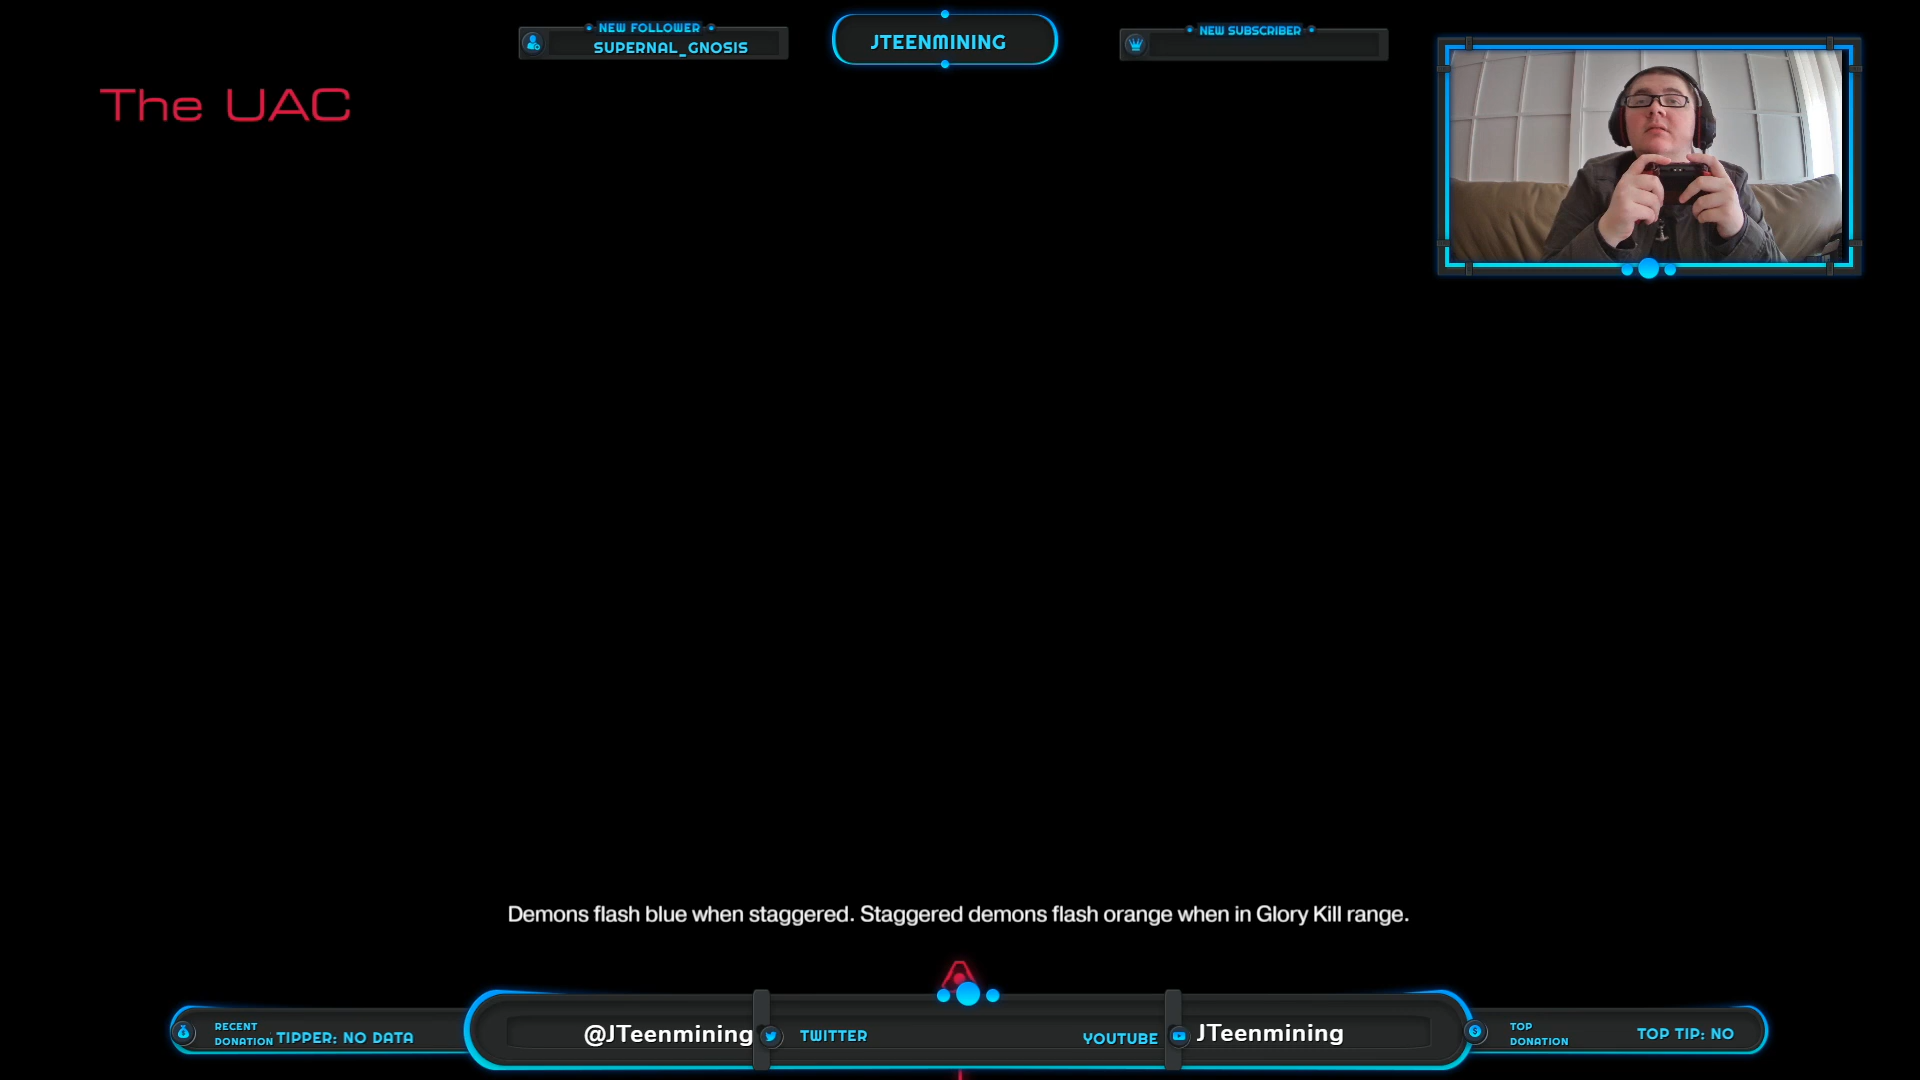 NEW FOLLOWER
SUPERNAL_GNOSIS
JTEENMINING
NEW SUBSCRIBER
The UAC
Demons flash blue when staggered. Staggered demons flash orange when in Glory Kill range.
RECENT
DONATION
TIPPER: NO DATA
@JTeenmining
TWITTER
YOUTUBE
JTeenmining
TOP
DONATION
TOP TIP: NO